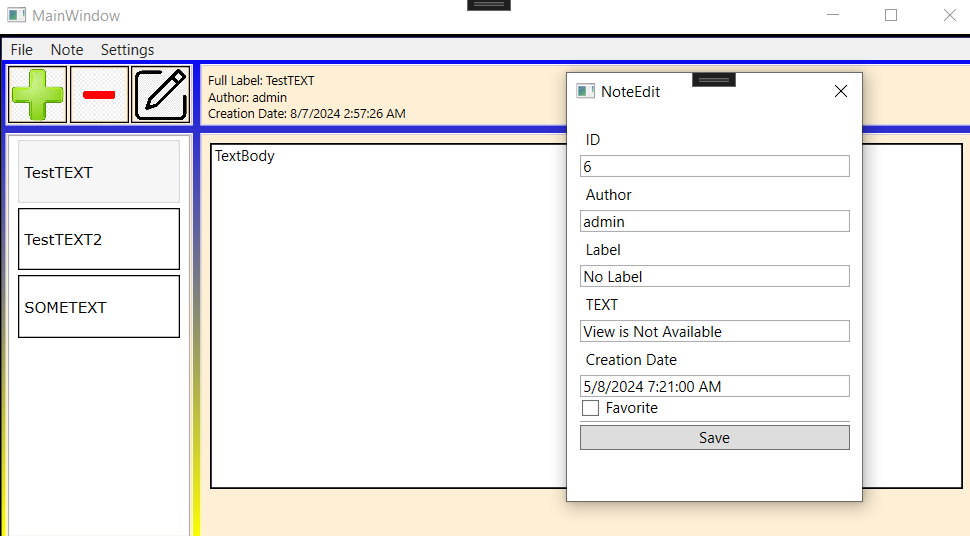 MainWindow
File Note Settings
Full Label: TestTEXT
Author: admin
Creation Date: 8/7/2024 2:57:26 AM
TestTEXT
TestTEXT2
SOMETEXT
TextBody
NoteEdit
ID
6
Author
admin
Label
No Label
TEXT
View is Not Available
Creation Date
5/8/2024 7:21:00 AM
Favorite
Save